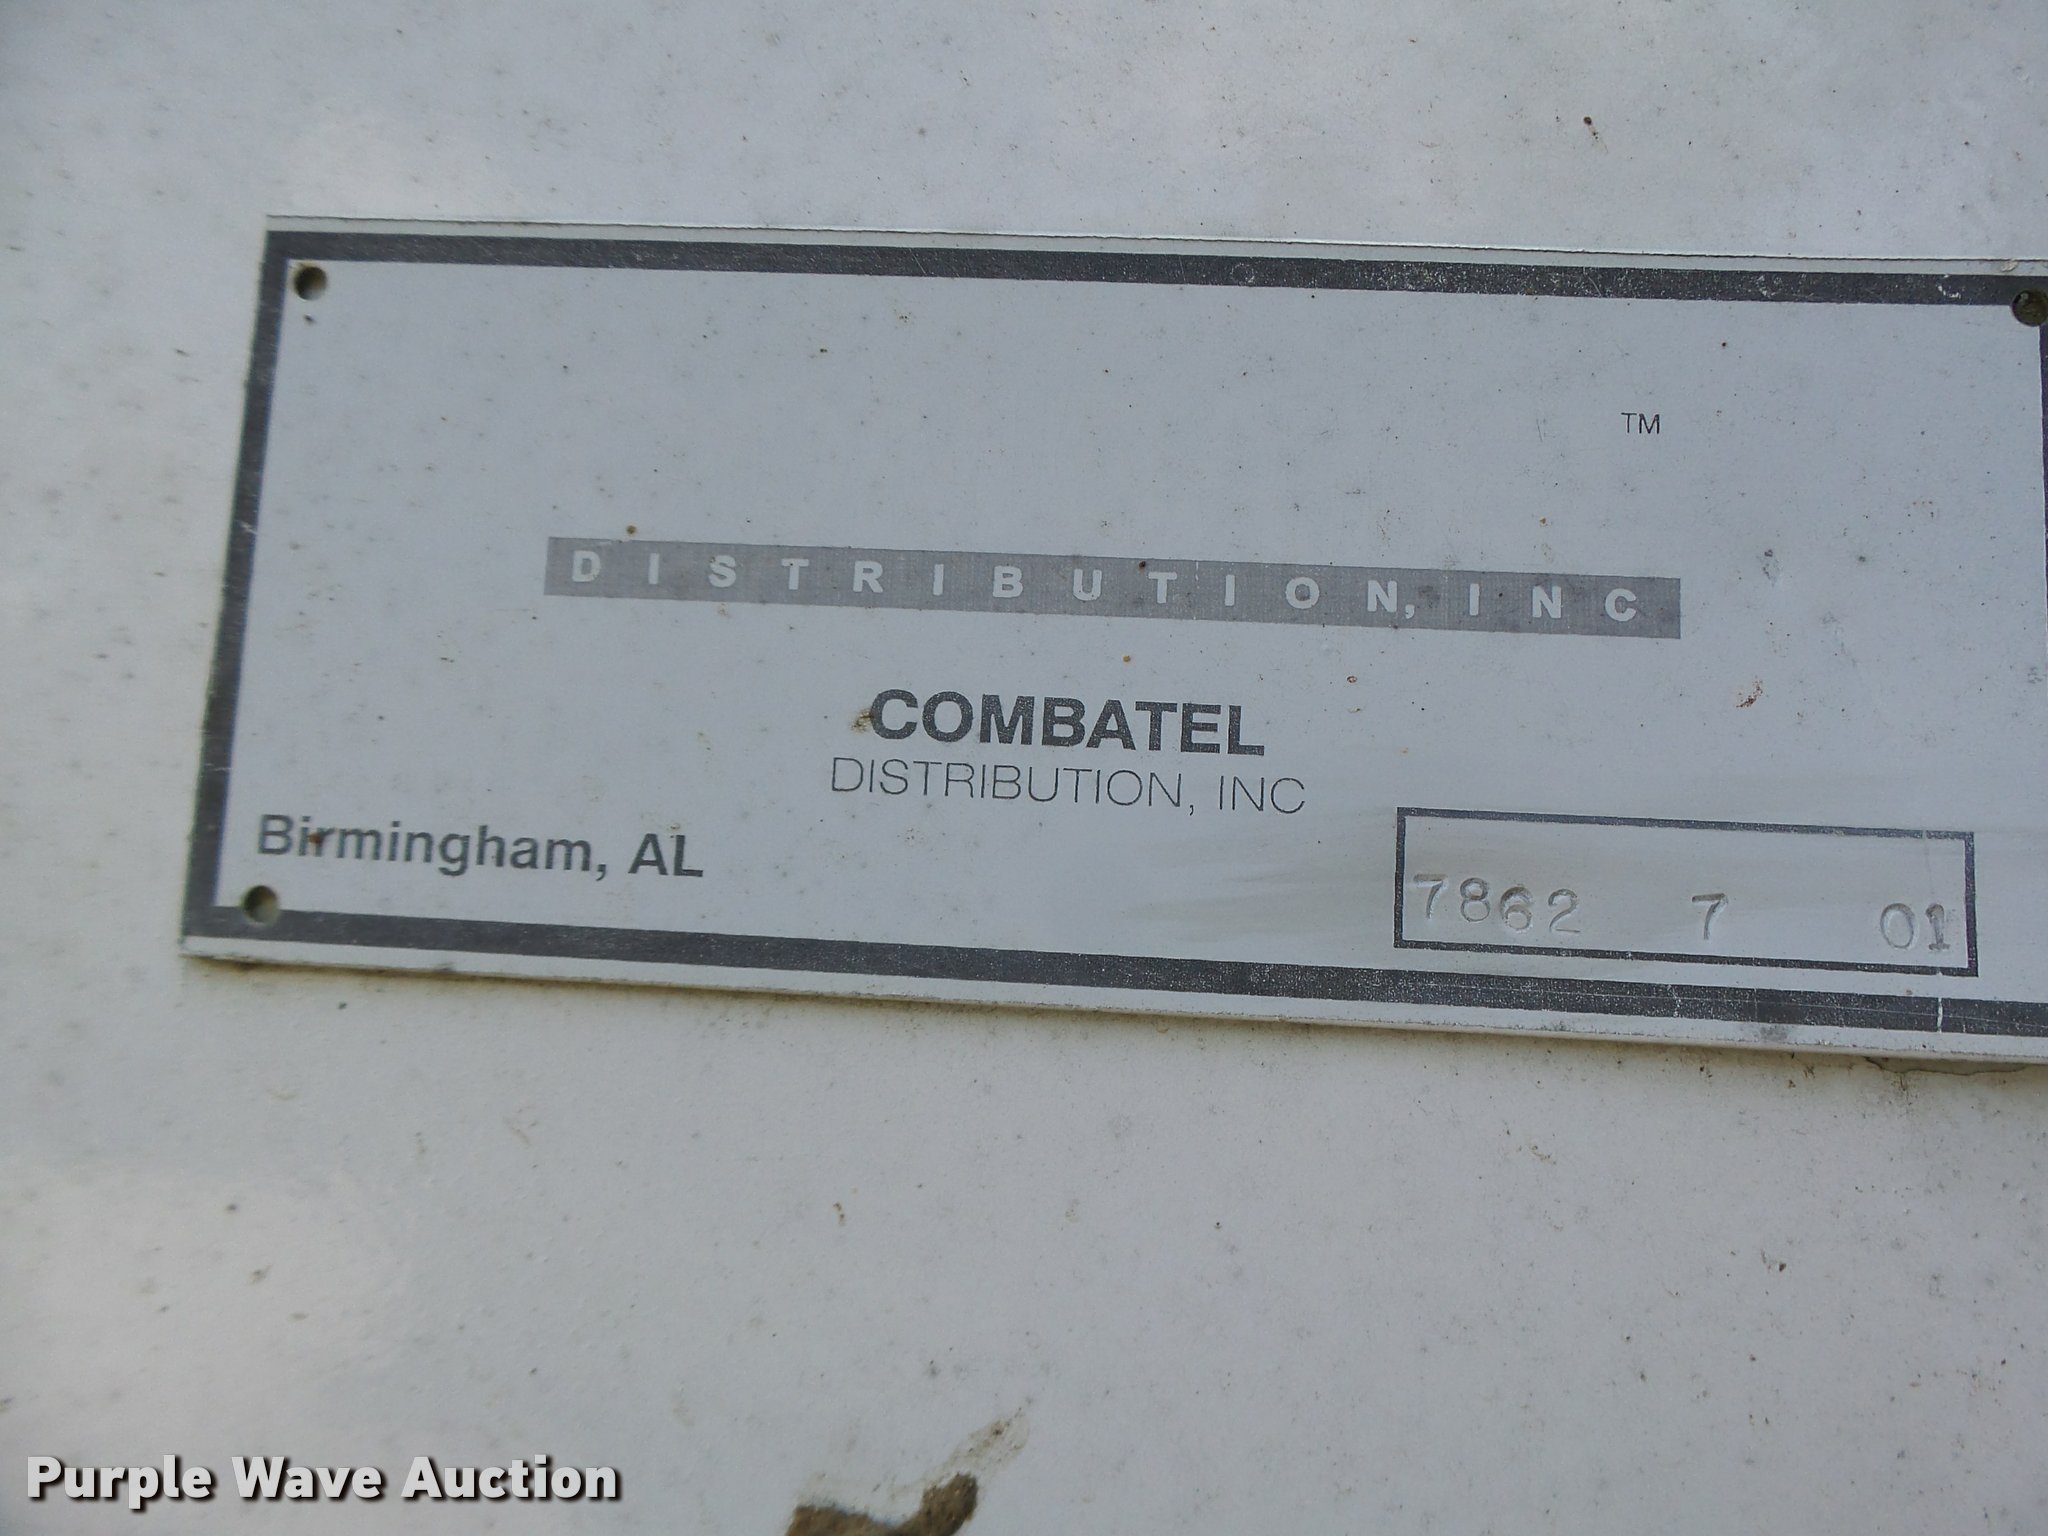 TM
DISTRIBUTION, INC
COMBATEL
DISTRIBUTION, INC
Birmingham, AL
7862 7 01
Purple Wave Auction